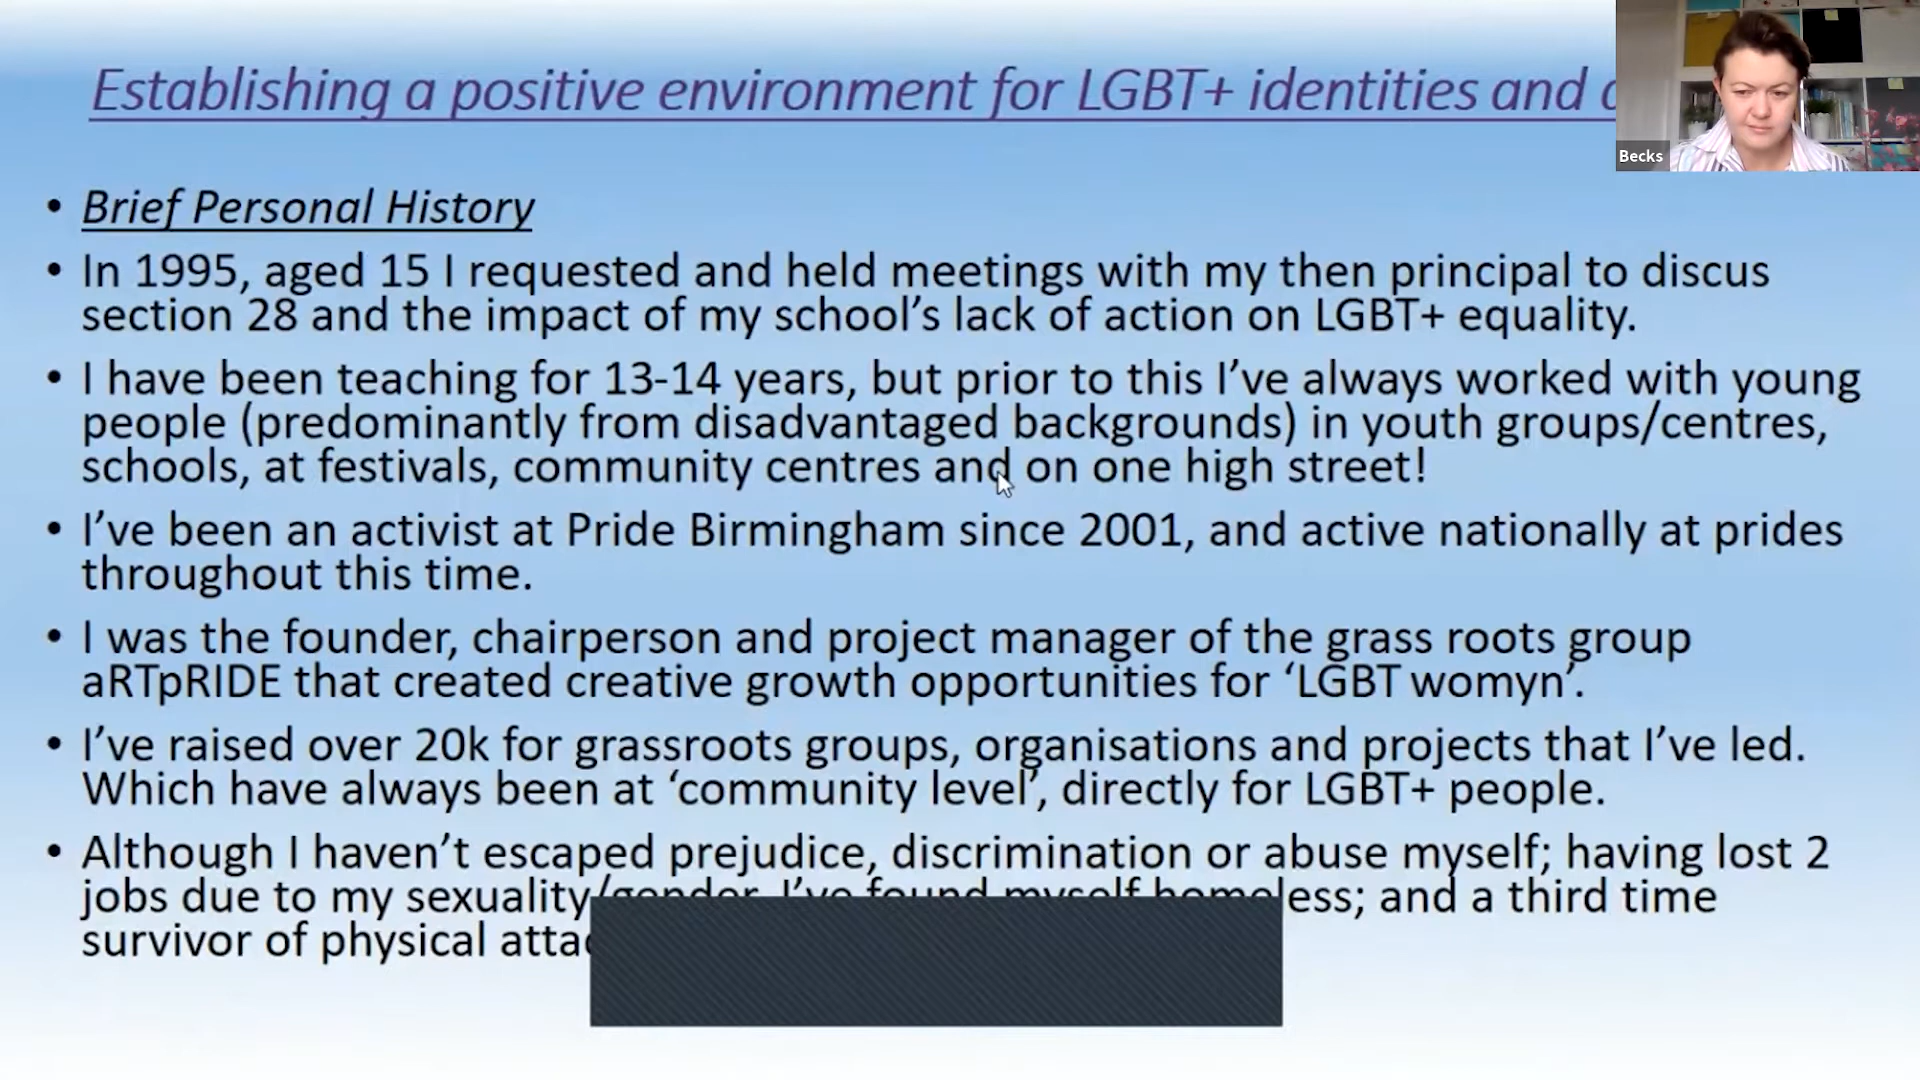 Establishing a positive environment for LGBT+ identities and
Becks
• Brief Personal History
• In 1995, aged 15 I requested and held meetings with my then principal to discus
section 28 and the impact of my school’s lack of action on LGBT+ equality.
• I have been teaching for 13-14 years, but prior to this I’ve always worked with young
people (predominantly from disadvantaged backgrounds) in youth groups/centres,
schools, at festivals, community centres and on one high street!
• I’ve been an activist at Pride Birmingham since 2001, and active nationally at prides
throughout this time.
• I was the founder, chairperson and project manager of the grass roots group
aRTpRIDE that created creative growth opportunities for ‘LGBT womyn’.
• I’ve raised over 20k for grassroots groups, organisations and projects that I’ve led.
Which have always been at ‘community level’, directly for LGBT+ people.
• Although I haven’t escaped prejudice, discrimination or abuse myself; having lost 2
jobs due to my sexuality/gender, I’ve found myself homeless; and a third time
survivor of physical